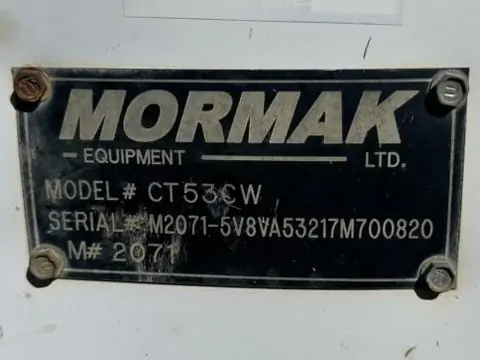 MORMAK
EQUIPMENT LTD.
MODEL# CT53CW
SERIAL# M2071-5V8VA53217M700820
M# 2071